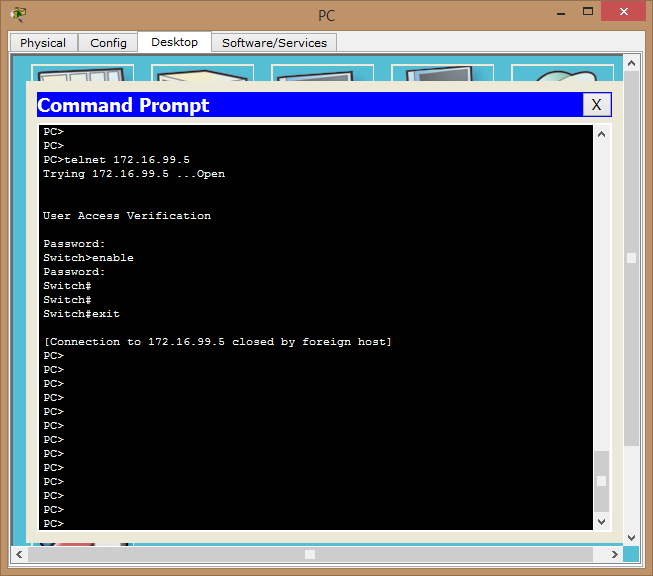 PC
Physical
Config
Desktop
Software/Services
Command Prompt
X
PC>
PC>
PC>telnet 172.16.99.5
Trying 172.16.99.5 ...Open
User Access Verification
Password:
Switch>enable
Password:
Switch#
Switch#
Switch#exit
[Connection to 172.16.99.5 closed by foreign host]
PC>
PC>
PC>
PC>
PC>
PC>
PC>
PC>
PC>
PC>
PC>
PC>
PC>